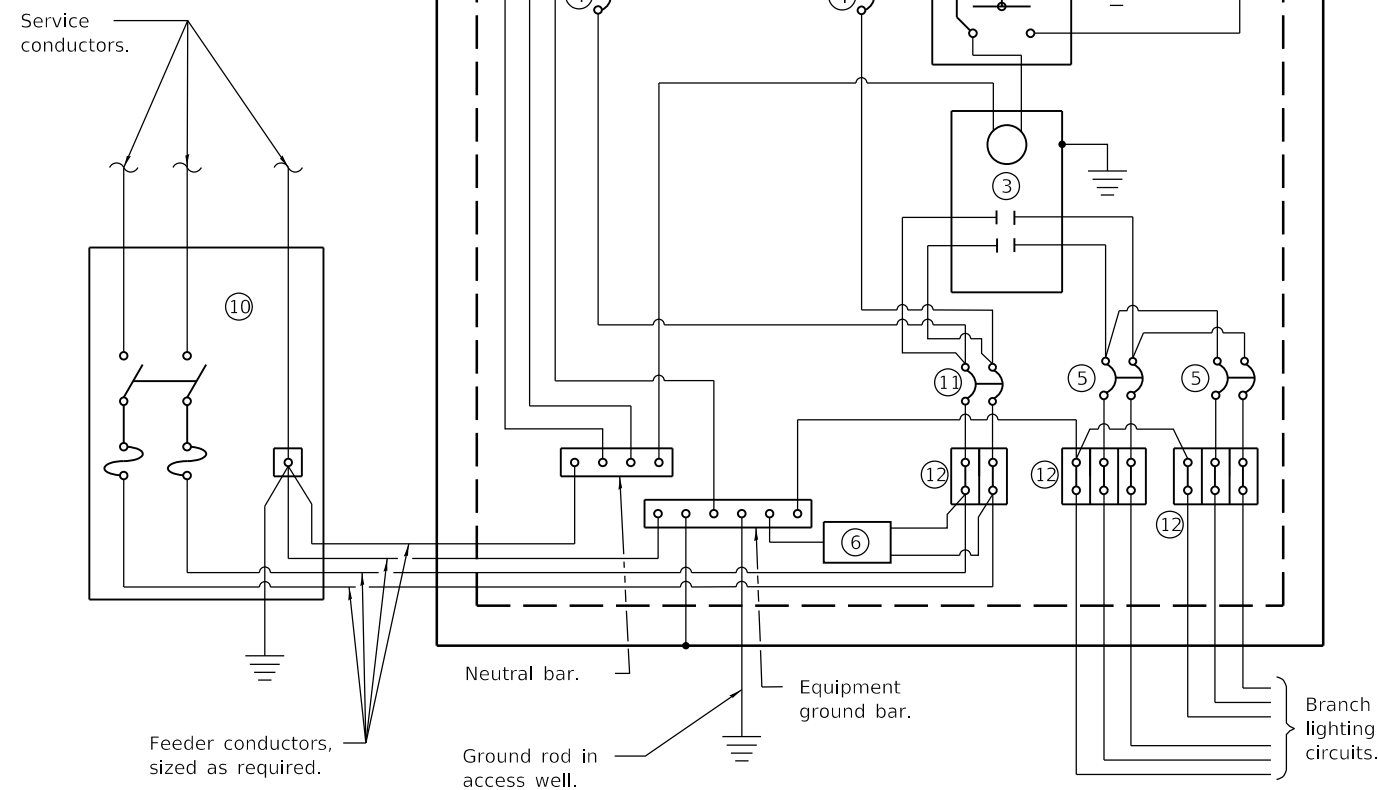 Service
conductors.
3
10
11
5
5
12
12
12
6
Neutral bar.
Equipment
ground bar.
Feeder conductors,
sized as required.
Ground rod in
access well.
Branch
lighting
circuits.